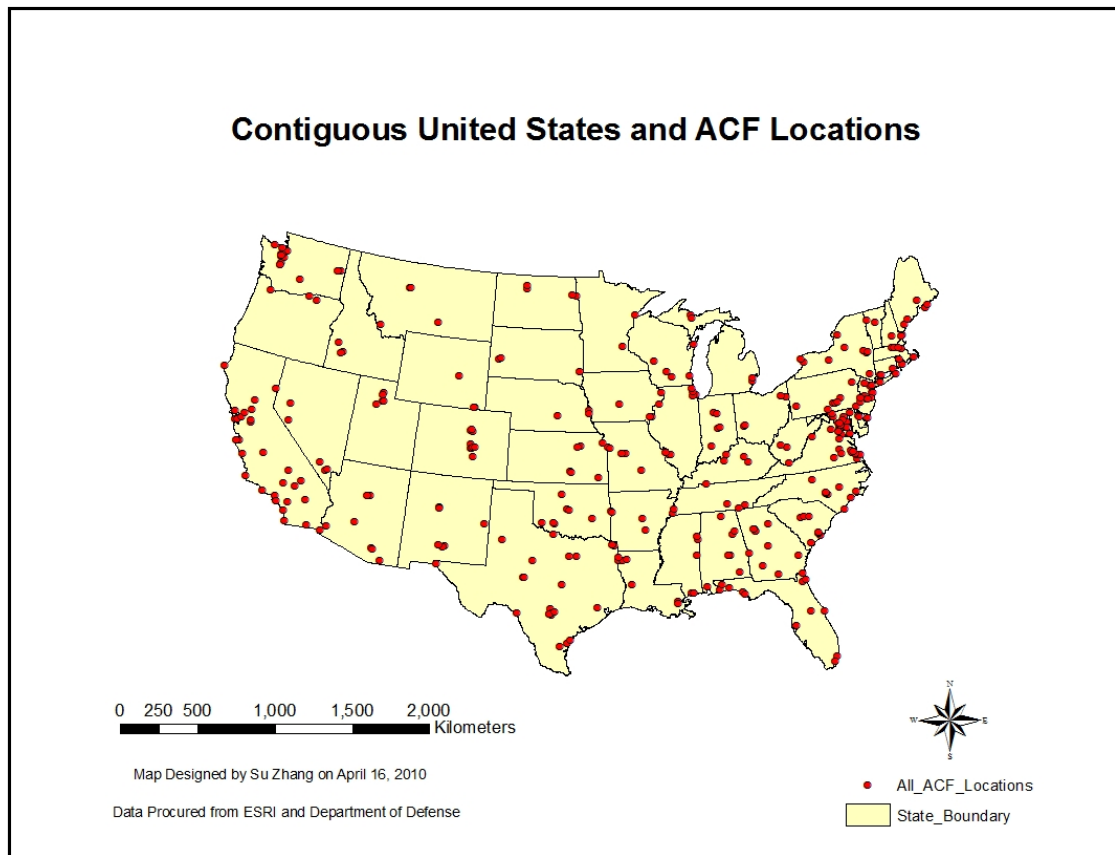 Contiguous United States and ACF Locations
0 250 500 1,000 1,500 2,000
Kilometers
Map Designed by Su Zhang on April 16, 2010
Data Procured from ESRI and Department of Defense
N
W E
S
All_ACF_Locations
State_Boundary